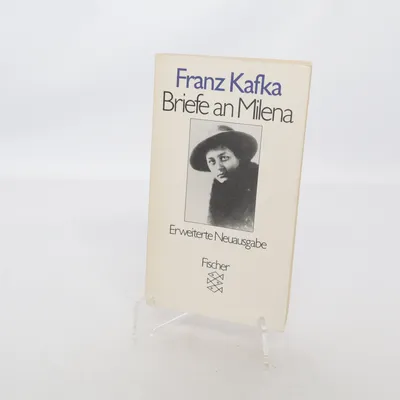 Franz Kafka
Briefe an Milena
Erweiterte Neuausgabe
Fischer